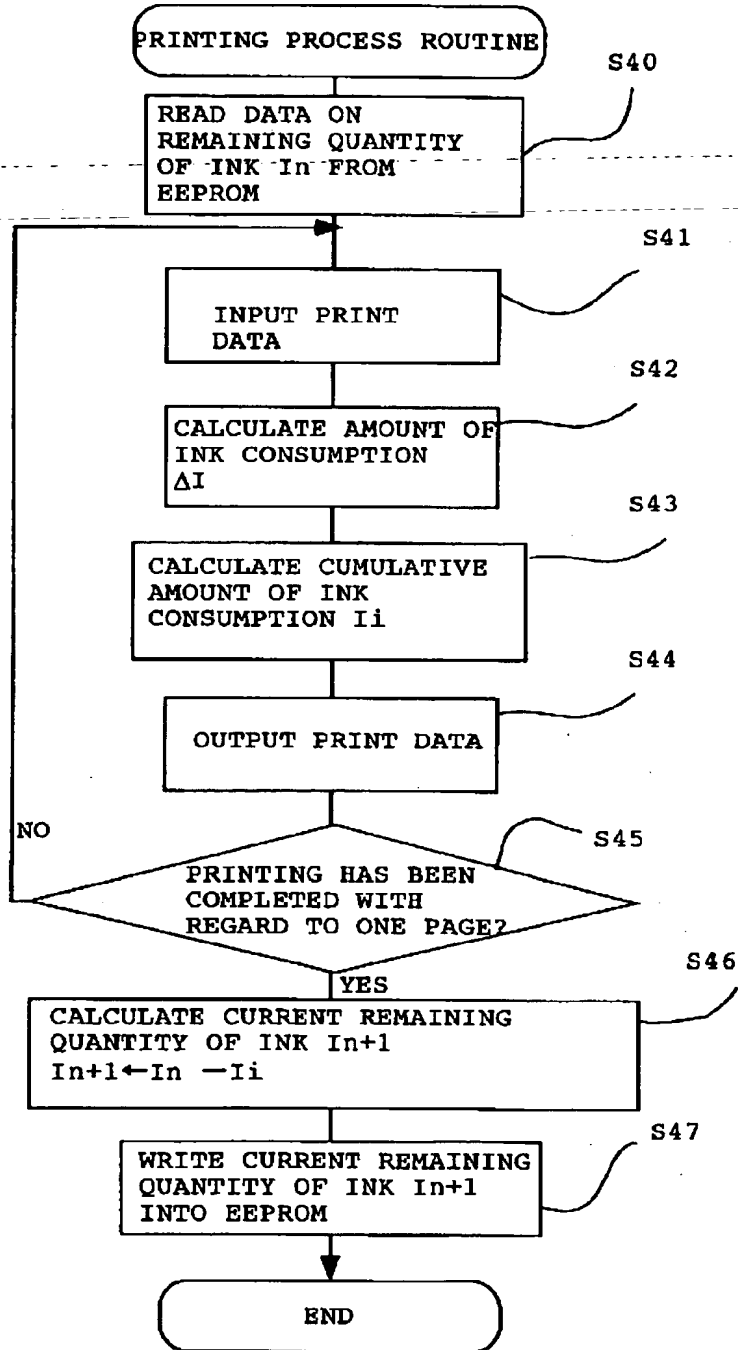 PRINTING PROCESS ROUTINE
S40
READ DATA ON
REMAINING QUANTITY
OF INK In FROM
EEPROM
S41
INPUT PRINT
DATA
S42
CALCULATE AMOUNT OF
INK CONSUMPTION
ΔI
S43
CALCULATE CUMULATIVE
AMOUNT OF INK
CONSUMPTION Ii
S44
OUTPUT PRINT DATA
NO
S45
PRINTING HAS BEEN
COMPLETED WITH
REGARD TO ONE PAGE?
YES
S46
CALCULATE CURRENT REMAINING
QUANTITY OF INK In+1
In+1←In —Ii
S47
WRITE CURRENT REMAINING
QUANTITY OF INK In+1
INTO EEPROM
END